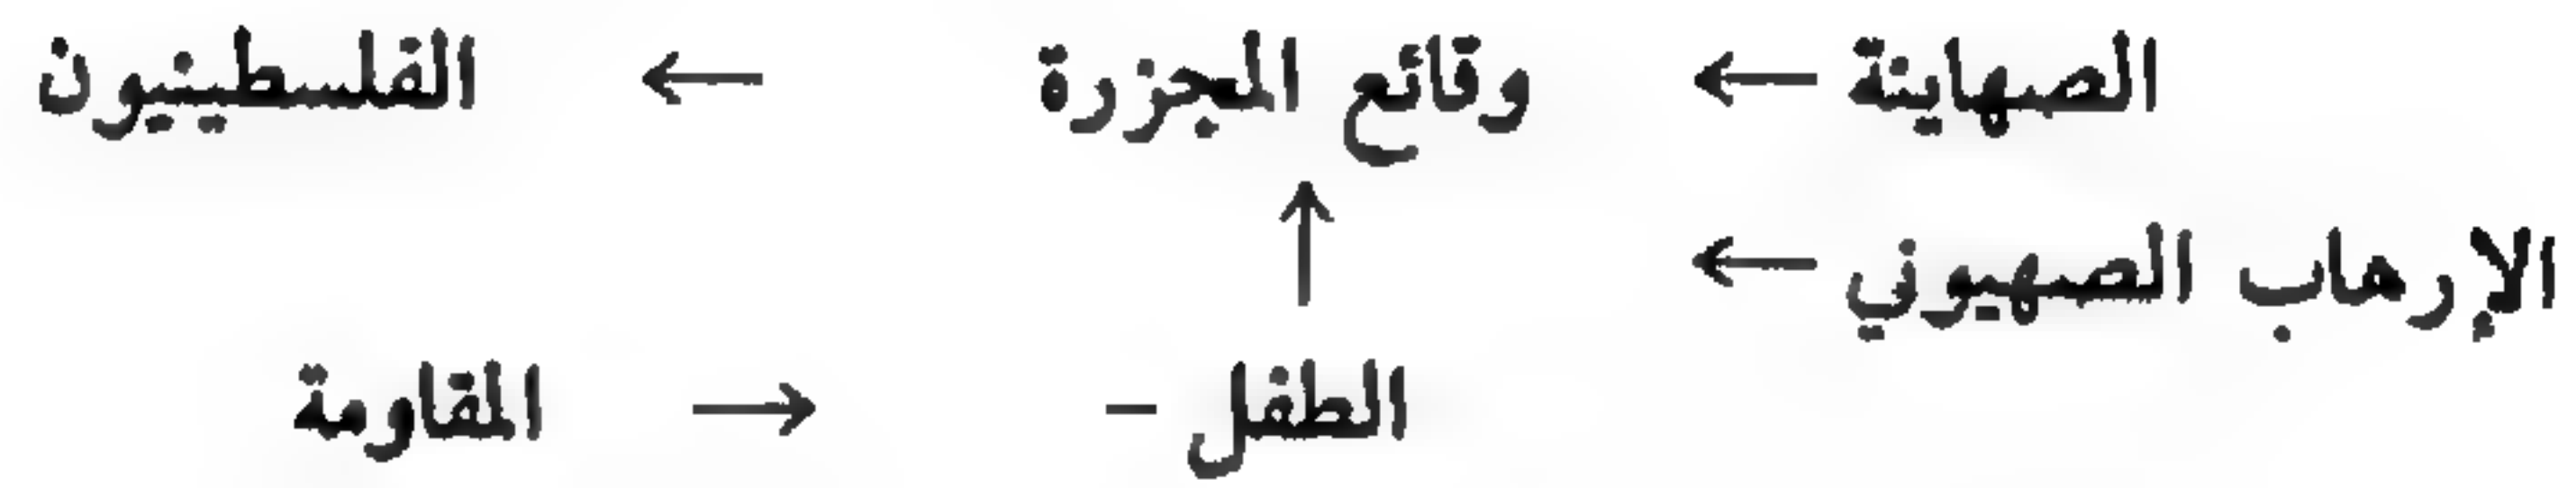 الصهاينة ← وقائع المجزرة ← الفلسطينيون
↑
الإرهاب الصهيوني ←
الطفل - → المقاومة